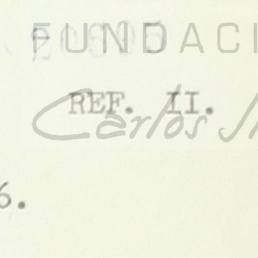 FUNDACI
REF. II.
Carlos
6.